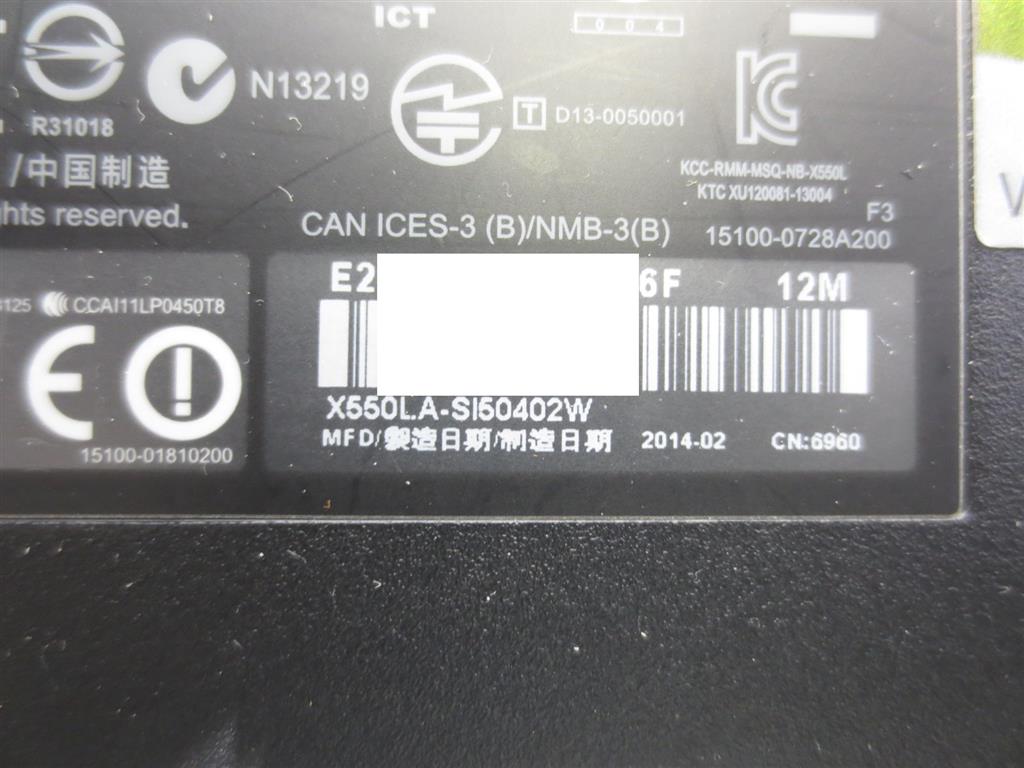 ICT
0 0 4
N13219
R31018
T D13-0050001
KCC-RMM-MSQ-NB-X550L
KTC XU120081-13004
/中国制造
ghts reserved.
F3
CAN ICES-3 (B)/NMB-3(B)
15100-0728A200
E2 6F 12M
3125 CCAI11LP0450T8
X550LA-SI50402W
MFD/製造日期/制造日期 2014-02 CN:6960
15100-01810200